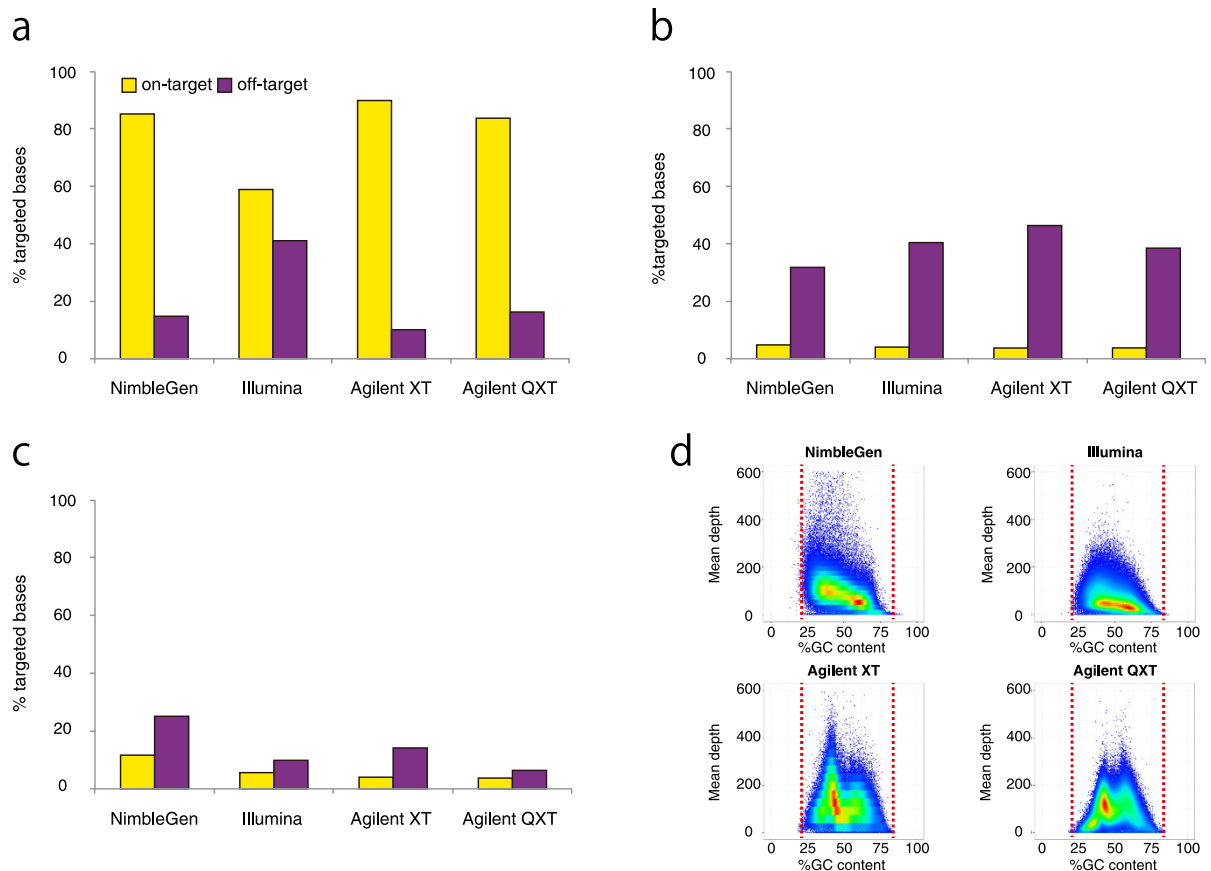 a
100
80
60
40
20
0
% targeted bases
on-target off-target
NimbleGen Illumina Agilent XT Agilent QXT
b
100
80
60
40
20
0
%targeted bases
NimbleGen Illumina Agilent XT Agilent QXT
c
100
80
60
40
20
0
% targeted bases
NimbleGen Illumina Agilent XT Agilent QXT
d
NimbleGen
600
400
200
0
Mean depth
0 25 50 75 100
%GC content
Illumina
600
400
200
0
Mean depth
0 25 50 75 100
%GC content
Agilent XT
600
400
200
0
Mean depth
0 25 50 75 100
%GC content
Agilent QXT
600
400
200
0
Mean depth
0 25 50 75 100
%GC content